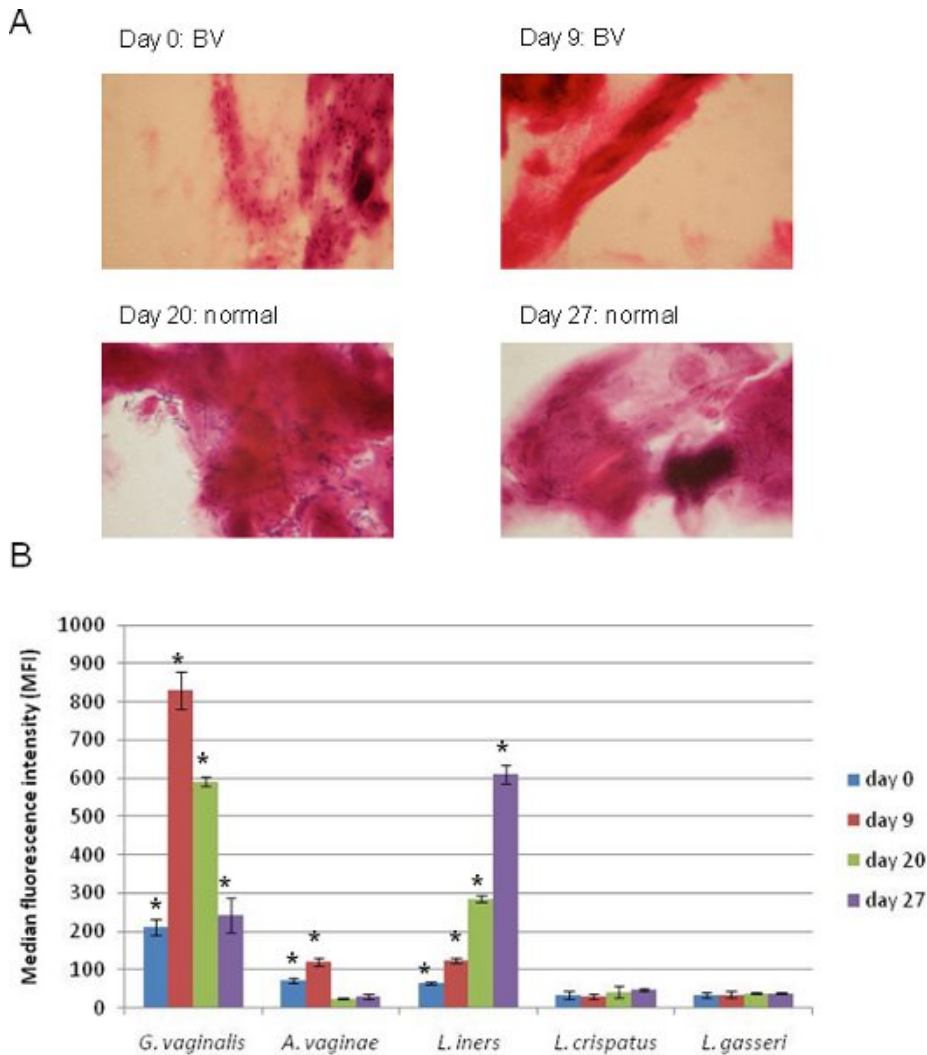 A
Day 0: BV
Day 9: BV
Day 20: normal
Day 27: normal
B
Median fluorescence intensity (MFI)
1000
900
800
700
600
500
400
300
200
100
0
* * * *
* *
* * * *
G. vaginalis
A. vaginae
L. iners
L. crispatus
L. gasseri
day 0
day 9
day 20
day 27